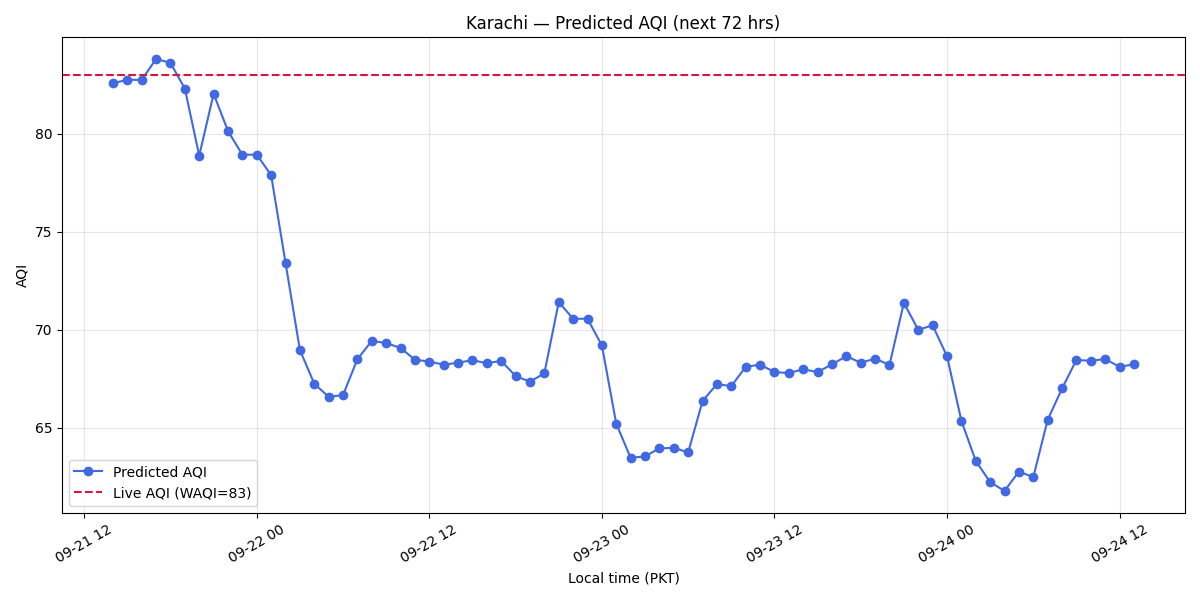 Karachi — Predicted AQI (next 72 hrs)
AQI
80
75
70
65
Predicted AQI
Live AQI (WAQI=83)
09-21 12
09-22 00
09-22 12
09-23 00
09-23 12
09-24 00
09-24 12
Local time (PKT)